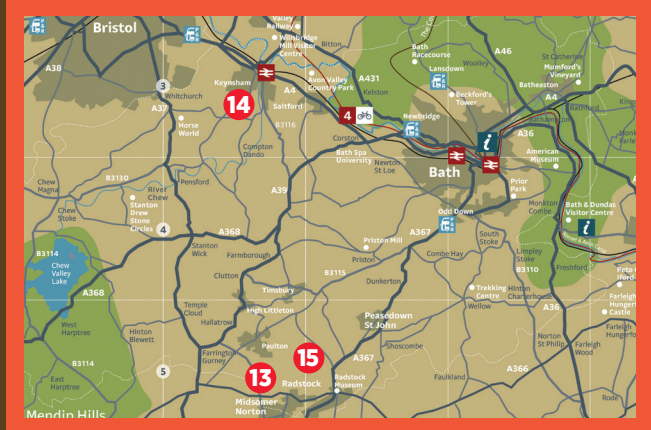 Bristol
Valley
Railway
Willsbridge
Mill Visitor
Centre
Bitton
A46
Bath
Racecourse
Lansdown
Woolley
St Catherine
Mumford's
Vineyard
A38
Keynsham
Avon Valley
Country Park
A431
Kelston
Beckford's
Tower
Batheaston
A4
Bathford
3
Whitchurch
A37
14
A4
Saltford
4
Newbridge
Bathampton
A36
Horse
World
B3116
Corston
i
American
Museum
Compton
Dando
Bath Spa
University
Newton
St Loe
Bath
Chew
Magna
B3130
River
Chew
Pensford
A39
Prior
Park
Monkton
Combe
Bath & Dundas
Visitor Centre
i
Chew
Stoke
Stanton
Drew
Stone
Circles
4
A368
Odd Down
A367
South
Stoke
B3114
Stanton
Wick
Farmborough
Priston Mill
Priston
Combe Hay
Limpley
Stoke
Chew
Valley
Lake
Clutton
B3115
Dunkerton
B3110
Freshford
A368
Timsbury
Trekking
Centre
Hinton
Charterhouse
Peto
Iford
Temple
Cloud
High Littleton
Wellow
A36
Farleigh
Hungerf
Castle
West
Harptree
Hinton
Blewett
Hallatrow
Peasedown
St John
Norton
St Philip
Farleigh
Hungerfo
Farleigh
Wood
B3114
Paulton
Shoscombe
Farrington
Gurney
15
A367
A366
5
13
Radstock
Radstock
Museum
Faulkland
East
Harptree
Midsomer
Norton
Rode
Mendip Hills